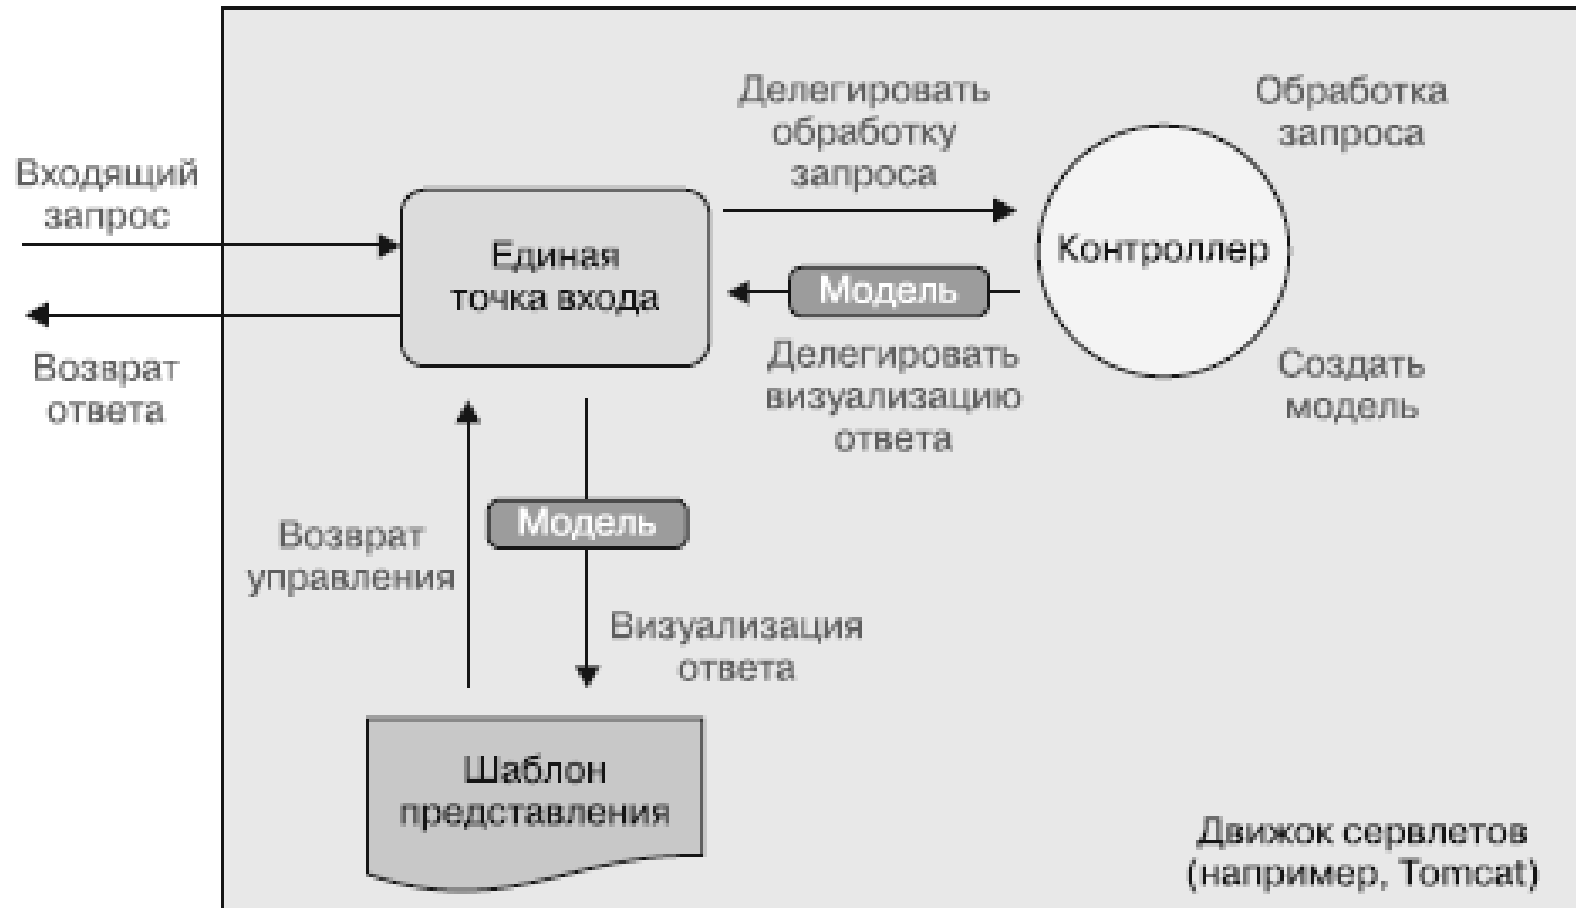 Входящий
запрос
Возврат
ответа
Единая
точка входа
Делегировать
обработку
запроса
Модель
Делегировать
визуализацию
ответа
Контроллер
Обработка
запроса
Создать
модель
Возврат
управления
Модель
Визуализация
ответа
Шаблон
представления
Движок сервлетов
(например, Tomcat)